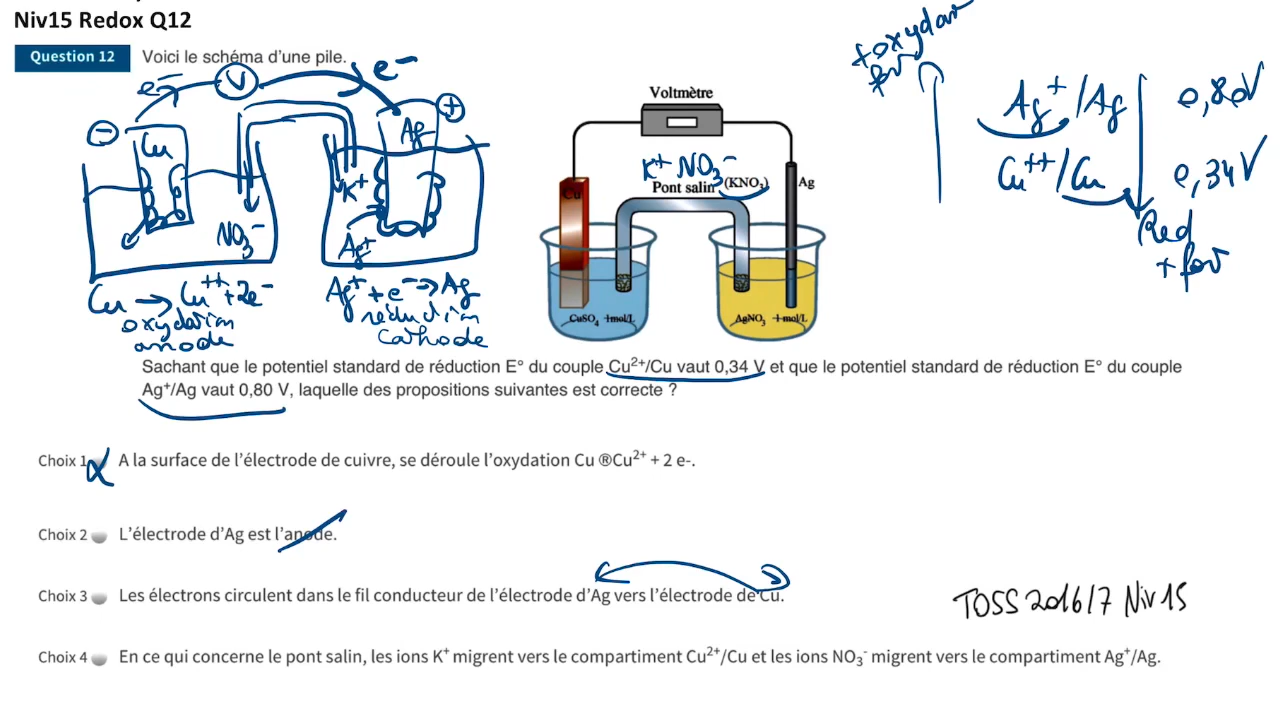 Niv15 Redox Q12
Question 12
Voici le schéma d'une pile.
e-
V
e-
-
+
Cu
Ag
K+
NO3-
Ag+
Cu → Cu++ + 2e-
oxydation
anode
Ag+ + e- → Ag
réduction
cathode
Voltmètre
K+ NO3-
Pont salin (KNO3)
Cu
Ag
CuSO4 1mol/L
AgNO3 1 mol/L
+ oxydant
for
Ag+/Ag 0,80V
Cu++/Cu 0,34V
Red
+ for
Sachant que le potentiel standard de réduction E° du couple Cu2+/Cu vaut 0,34 V et que le potentiel standard de réduction E° du couple
Ag+/Ag vaut 0,80 V, laquelle des propositions suivantes est correcte ?
Choix 1 A la surface de l'électrode de cuivre, se déroule l'oxydation Cu ®Cu2+ + 2 e-.
Choix 2 L'électrode d'Ag est l'anode.
Choix 3 Les électrons circulent dans le fil conducteur de l'électrode d'Ag vers l'électrode de Cu.
TOSS 2016/7 Niv 15
Choix 4 En ce qui concerne le pont salin, les ions K+ migrent vers le compartiment Cu2+/Cu et les ions NO3- migrent vers le compartiment Ag+/Ag.